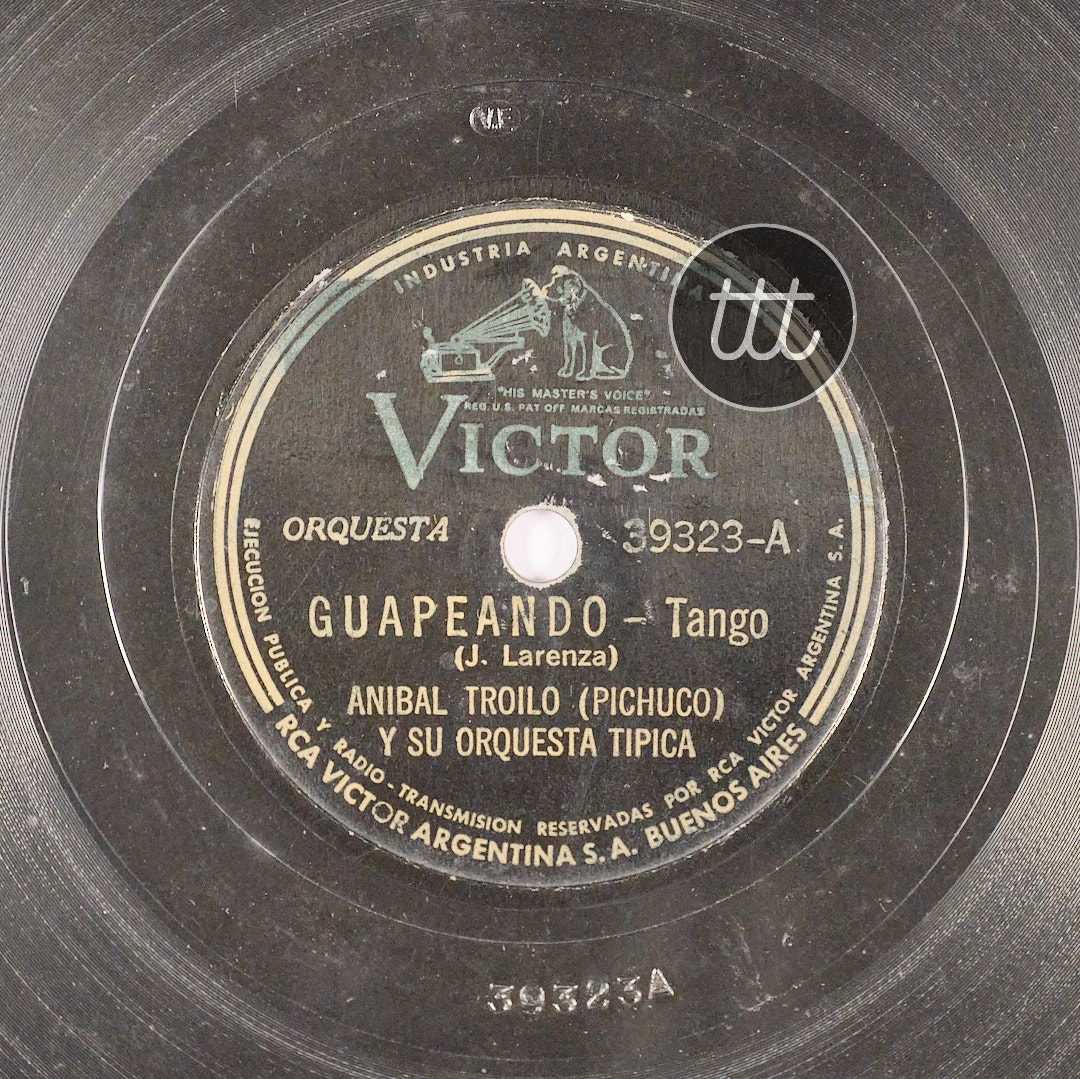 VE
INDUSTRIA ARGENTINA
ttt
"HIS MASTER'S VOICE"
REG. U.S. PAT OFF MARCAS REGISTRADAS
VICTOR
ORQUESTA 39323-A
GUAPEANDO - Tango
(J. Larenza)
ANIBAL TROILO (PICHUCO)
Y SU ORQUESTA TIPICA
EJECUCION PUBLICA Y RADIO-TRANSMISION RESERVADAS POR RCA VICTOR ARGENTINA S. A.
RCA VICTOR ARGENTINA S. A. BUENOS AIRES
39323A